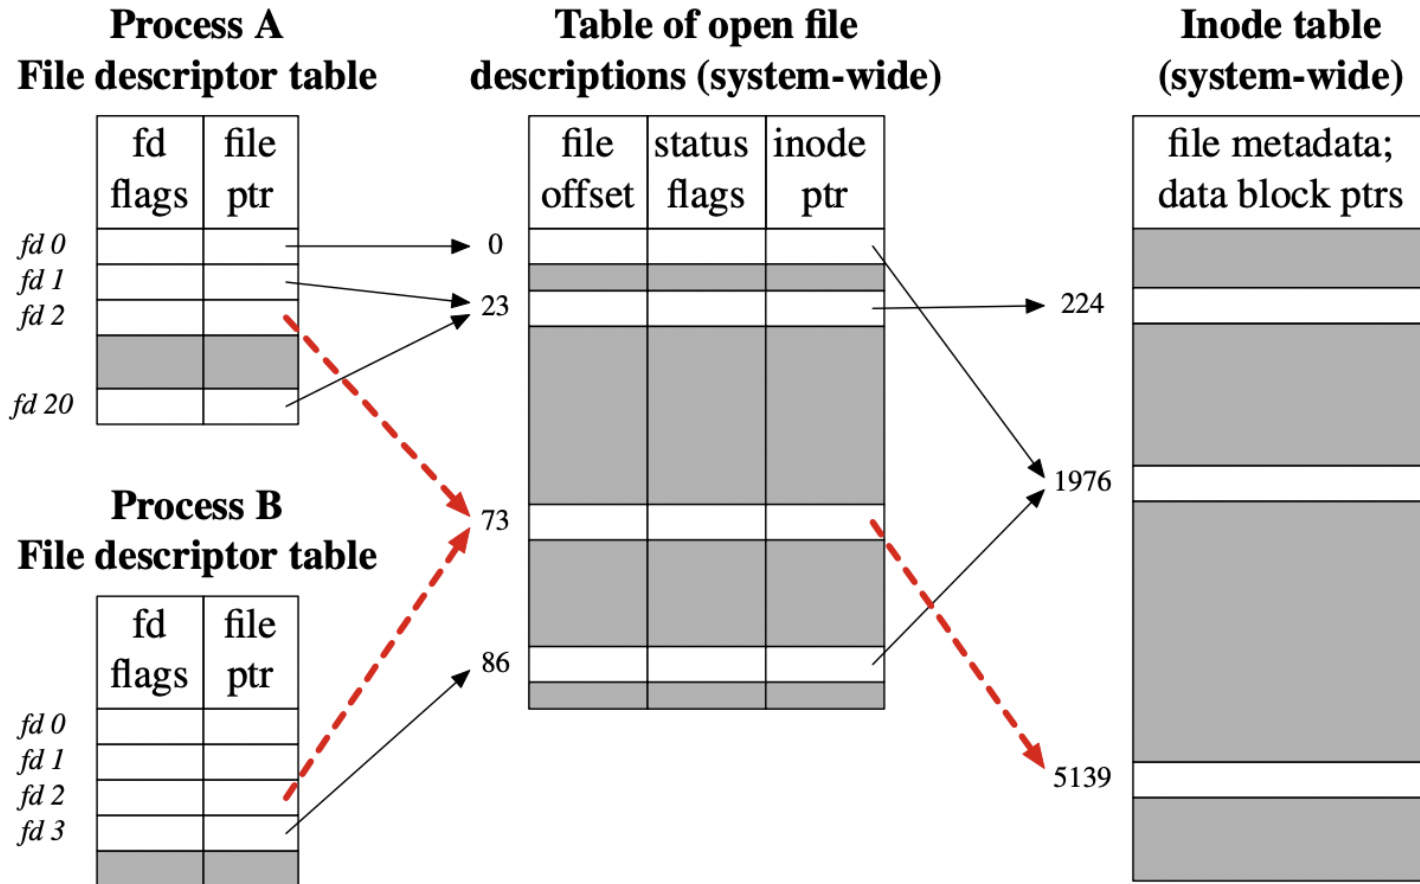 Process A
File descriptor table
fd
flags
file
ptr
fd 0
fd 1
fd 2
fd 20
Process B
File descriptor table
fd
flags
file
ptr
fd 0
fd 1
fd 2
fd 3
Table of open file
descriptions (system-wide)
file
offset
status
flags
inode
ptr
0
23
73
86
Inode table
(system-wide)
file metadata;
data block ptrs
224
1976
5139